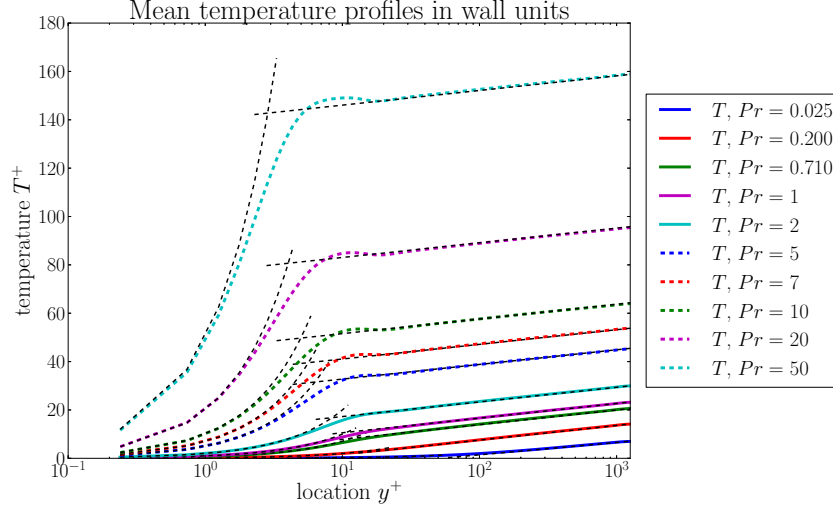 Mean temperature profiles in wall units
temperature T⁺
180
160
140
120
100
80
60
40
20
0
10⁻¹ 10⁰ 10¹ 10² 10³
location y⁺
T, Pr = 0.025
T, Pr = 0.200
T, Pr = 0.710
T, Pr = 1
T, Pr = 2
T, Pr = 5
T, Pr = 7
T, Pr = 10
T, Pr = 20
T, Pr = 50